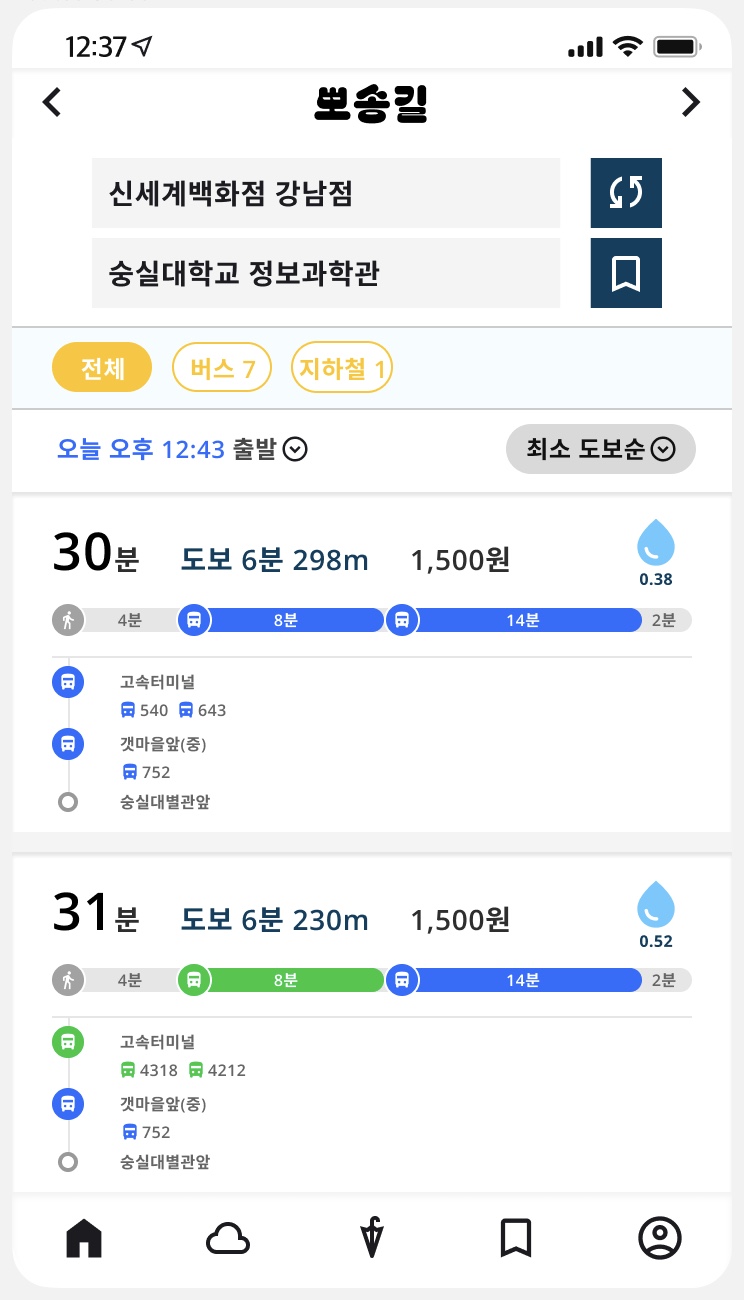 12:37
뽀송길
신세계백화점 강남점
숭실대학교 정보과학관
전체 버스 7 지하철 1
오늘 오후 12:43 출발 최소 도보순
30분 도보 6분 298m 1,500원
0.38
4분 8분 14분 2분
고속터미널
540 643
갯마을앞(중)
752
숭실대별관앞
31분 도보 6분 230m 1,500원
0.52
4분 8분 14분 2분
고속터미널
4318 4212
갯마을앞(중)
752
숭실대별관앞